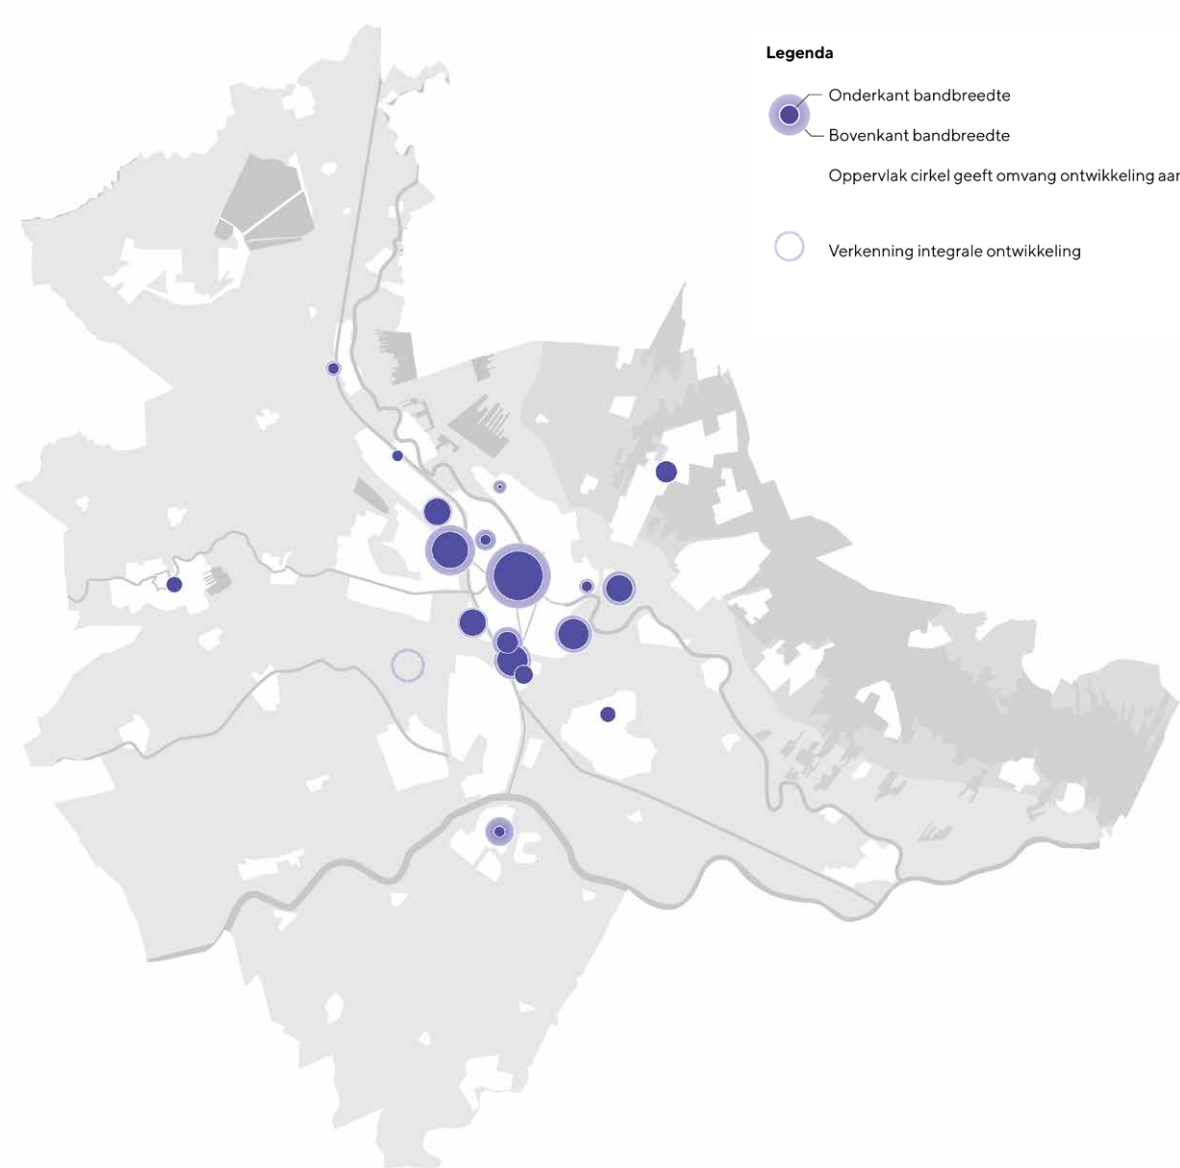 Legenda
Onderkant bandbreedte
Bovenkant bandbreedte
Oppervlak cirkel geeft omvang ontwikkeling aan
Verkenning integrale ontwikkeling